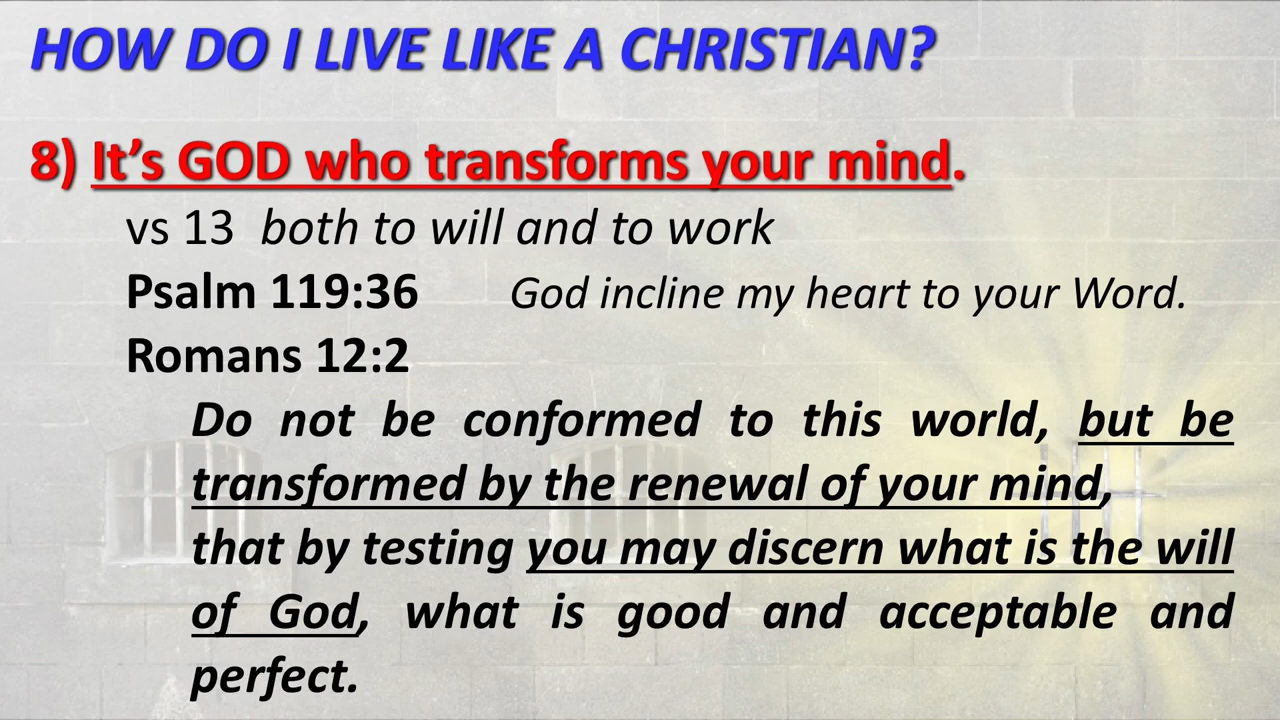 HOW DO I LIVE LIKE A CHRISTIAN?
8) It's GOD who transforms your mind.
vs 13 both to will and to work
Psalm 119:36 God incline my heart to your Word.
Romans 12:2
Do not be conformed to this world, but be
transformed by the renewal of your mind,
that by testing you may discern what is the will
of God, what is good and acceptable and
perfect.